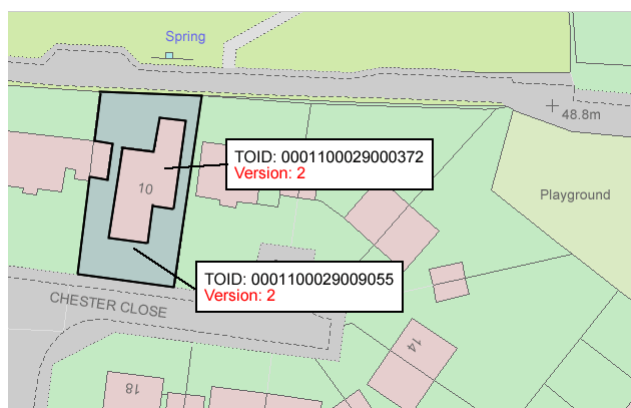 Spring
48.8m
TOID: 0001100029000372
Version: 2
10
Playground
TOID: 0001100029009055
Version: 2
CHESTER CLOSE
14
18